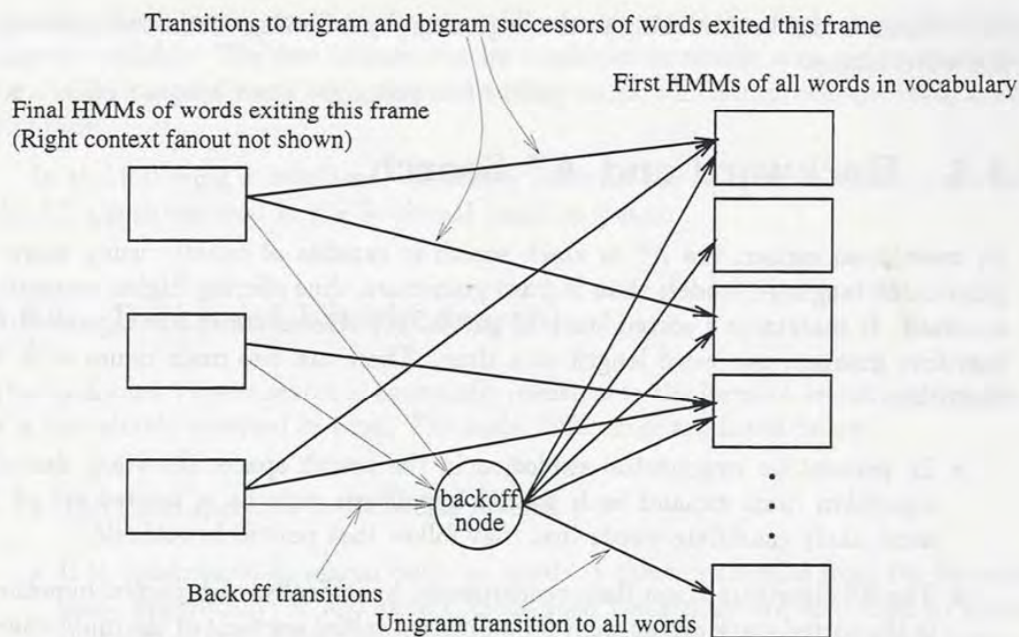 Transitions to trigram and bigram successors of words exited this frame
First HMMs of all words in vocabulary
Final HMMs of words exiting this frame
(Right context fanout not shown)
backoff
node
Backoff transitions
Unigram transition to all words